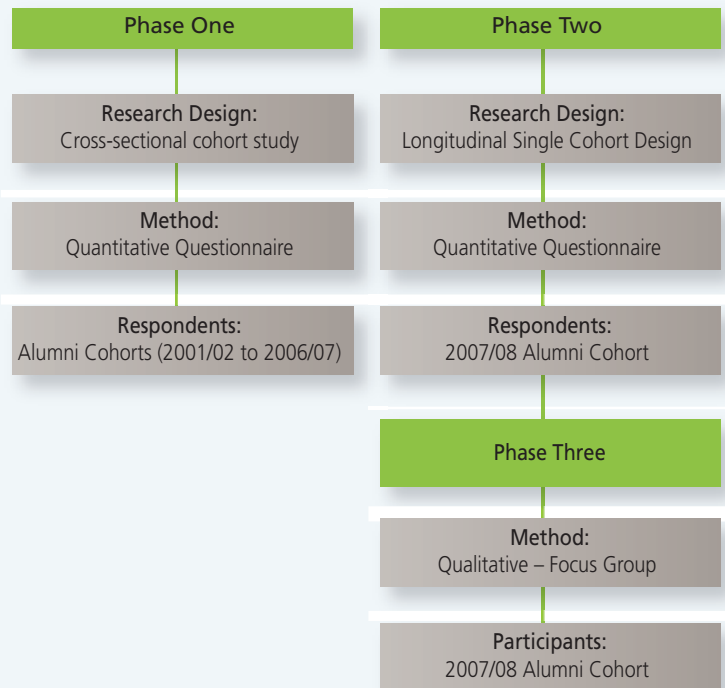 Phase One
Research Design:
Cross-sectional cohort study
Method:
Quantitative Questionnaire
Respondents:
Alumni Cohorts (2001/02 to 2006/07)
Phase Two
Research Design:
Longitudinal Single Cohort Design
Method:
Quantitative Questionnaire
Respondents:
2007/08 Alumni Cohort
Phase Three
Method:
Qualitative – Focus Group
Participants:
2007/08 Alumni Cohort